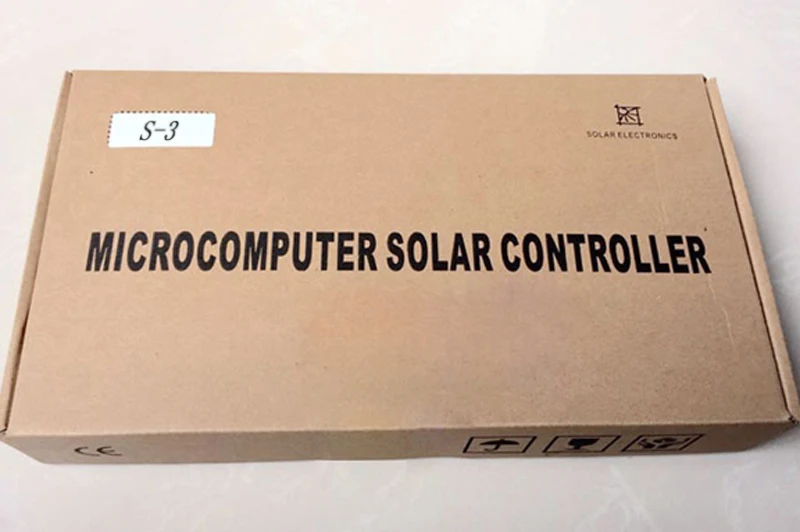 S-3
SOLAR ELECTRONICS
MICROCOMPUTER SOLAR CONTROLLER
CE